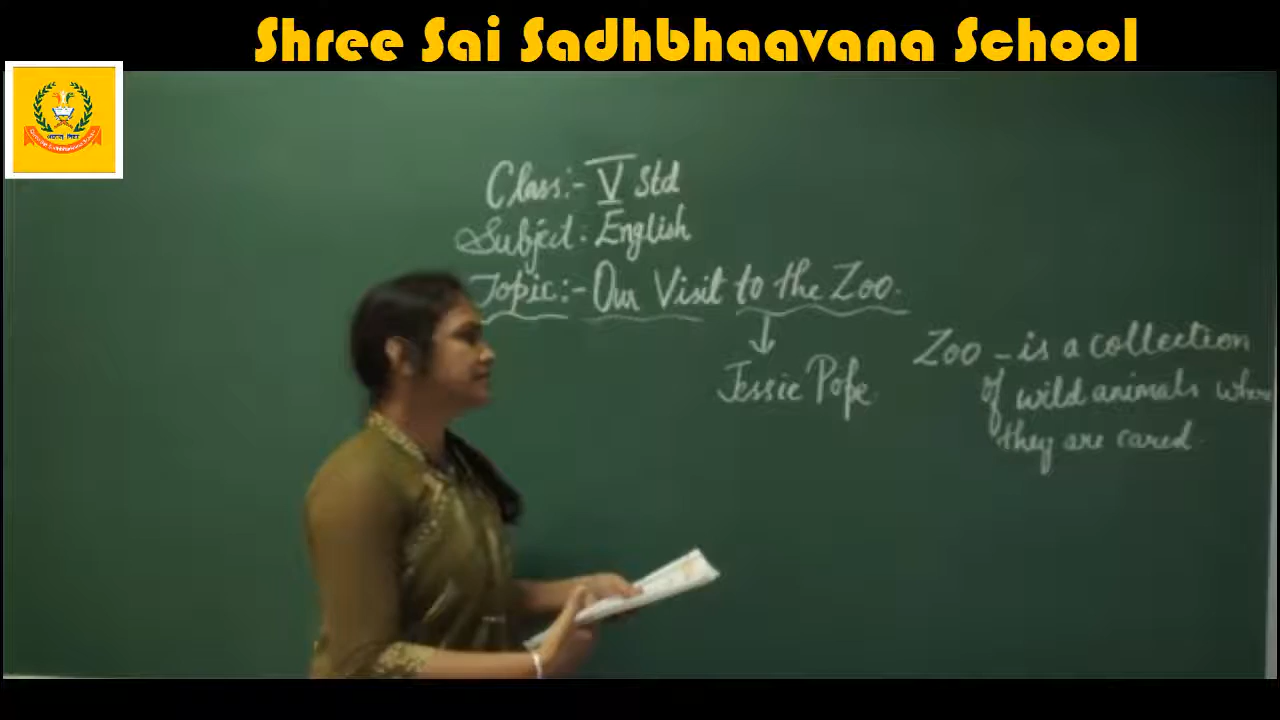 Shree Sai Sadhbhaavana School
Class:- V Std
Subject:- English
Topic:- Our Visit to the Zoo.
Jessie Pope
Zoo - is a collection
of wild animals where
they are cared